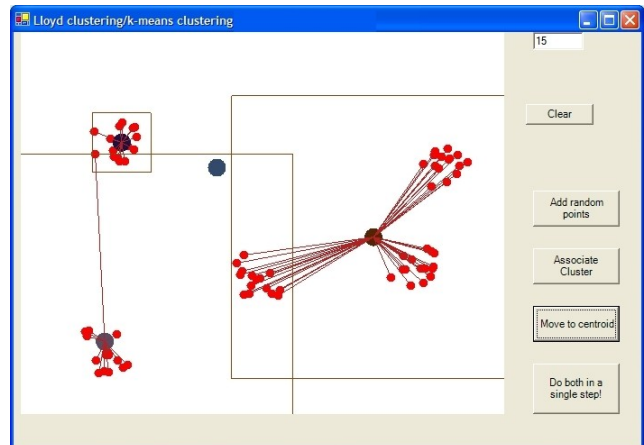 Lloyd clustering/k-means clustering
15
Clear
Add random
points
Associate
Cluster
Move to centroid
Do both in a
single step!